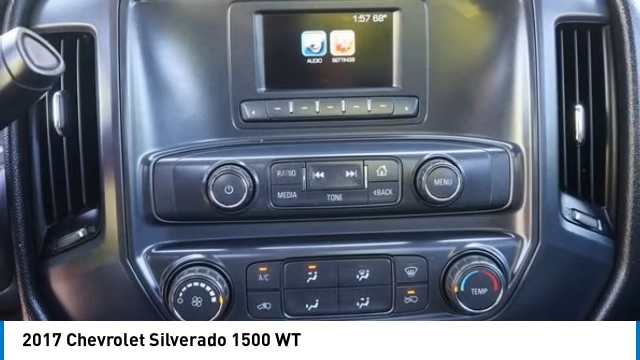 1:57 68°
AUDIO SETTINGS
RADIO
MEDIA
TONE
<BACK
MENU
A/C
TEMP
2017 Chevrolet Silverado 1500 WT